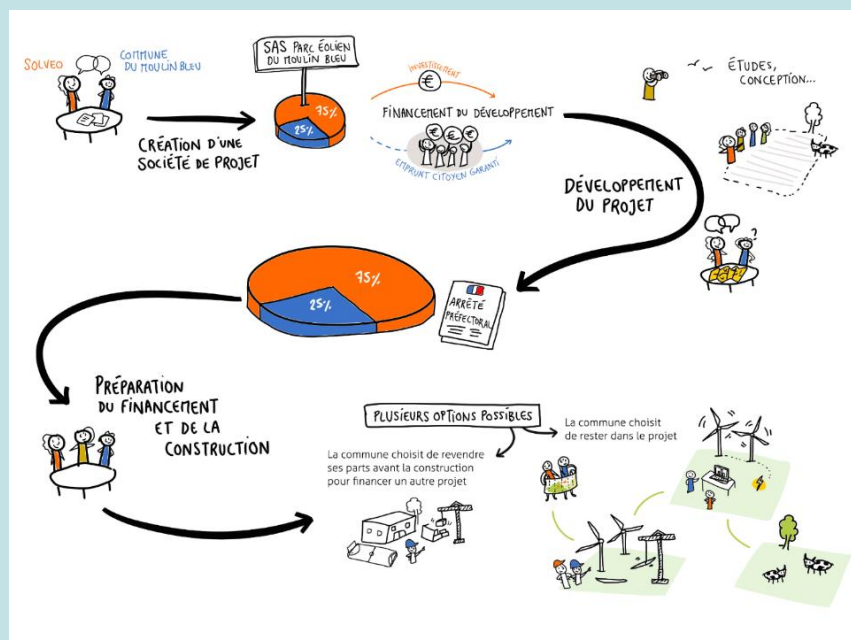 SOLVEO
COMMUNE
DU MOULIN BLEU
SAS PARC ÉOLIEN
DU MOULIN BLEU
75%
25%
CRÉATION D'UNE
SOCIÉTÉ DE PROJET
INVESTISSEMENT
€
FINANCEMENT DU DÉVELOPPEMENT
€ € €
EMPRUNT CITOYEN GARANTI
ÉTUDES,
CONCEPTION...
DÉVELOPPEMENT
DU PROJET
?
75%
25%
ARRÊTÉ
PRÉFECTORAL
PRÉPARATION
DU FINANCEMENT
ET DE LA
CONSTRUCTION
PLUSIEURS OPTIONS POSSIBLES
La commune choisit de revendre
ses parts avant la construction
pour financer un autre projet
La commune choisit
de rester dans le projet